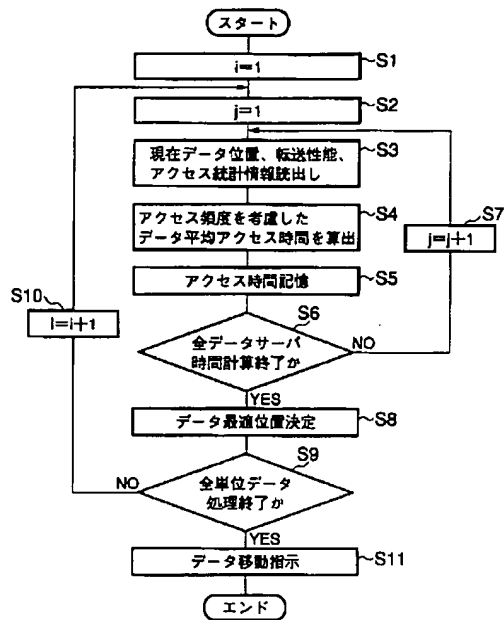 スタート
i=1
S1
j=1
S2
現在データ位置、転送性能、
アクセス統計情報読出し
S3
アクセス頻度を考慮した
データ平均アクセス時間を算出
S4
アクセス時間記憶
S5
S6
全データサーバ
時間計算終了か
NO
S7
j=j+1
YES
データ最適位置決定
S8
S9
全単位データ
処理終了か
NO
S10
i=i+1
YES
データ移動指示
S11
エンド